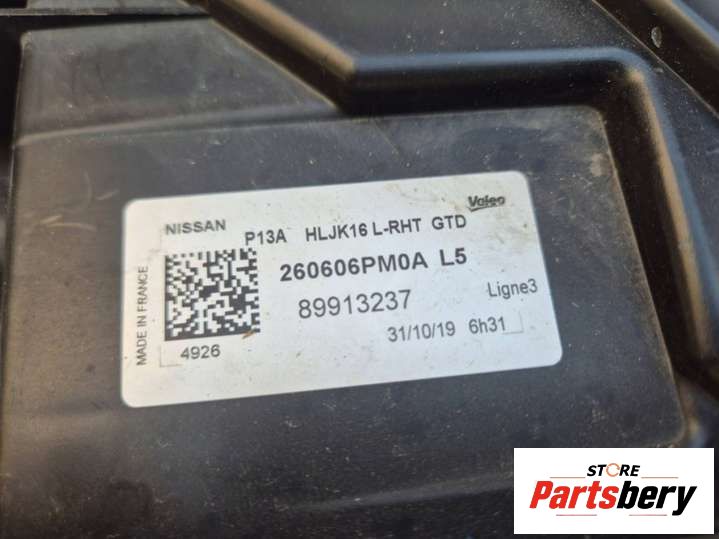 NISSAN
Valeo
P13A HLJK16 L-RHT GTD
260606PM0A L5
89913237
Ligne3
31/10/19 6h31
4926
MADE IN FRANCE
STORE
Partsbery